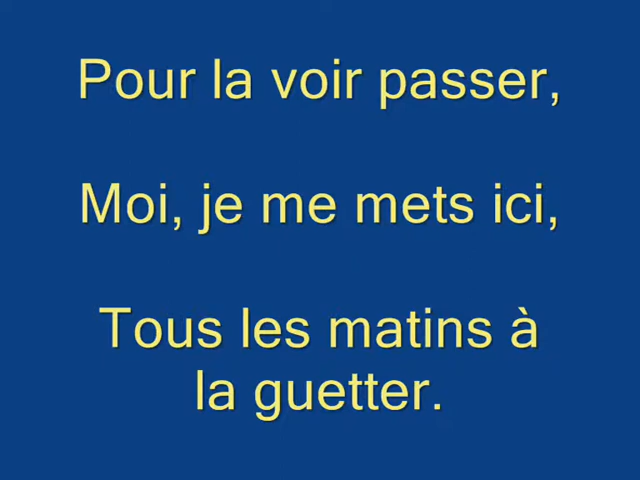 Pour la voir passer,
Moi, je me mets ici,
Tous les matins à
la guetter.